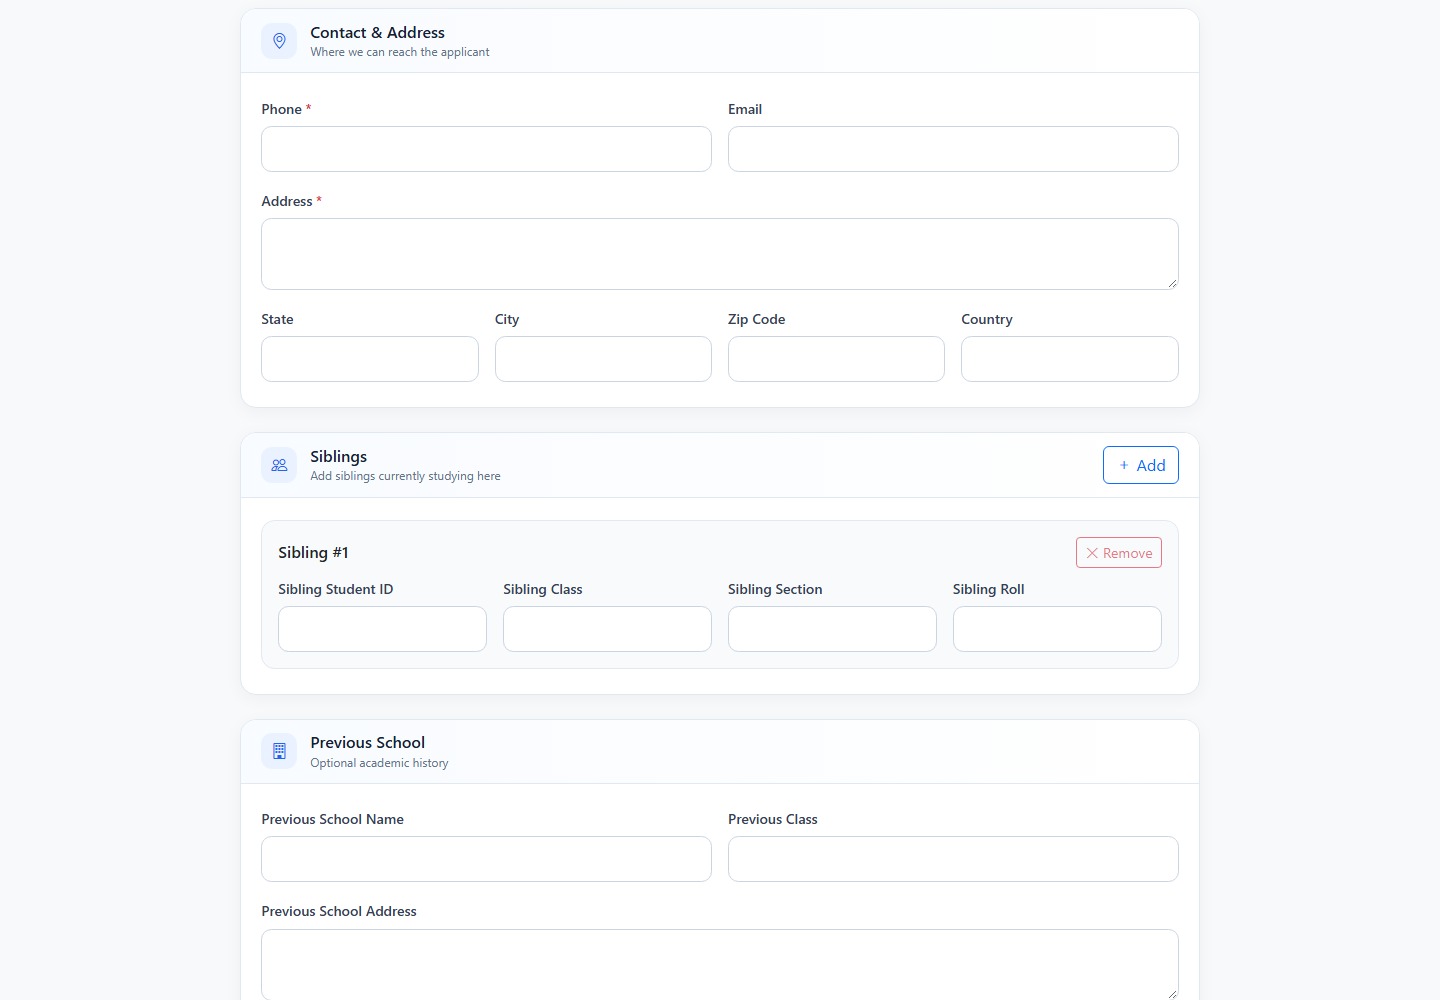 Contact & Address
Where we can reach the applicant
Phone *
Email
Address *
State
City
Zip Code
Country
Siblings
Add siblings currently studying here
+ Add
Sibling #1
Remove
Sibling Student ID
Sibling Class
Sibling Section
Sibling Roll
Previous School
Optional academic history
Previous School Name
Previous Class
Previous School Address